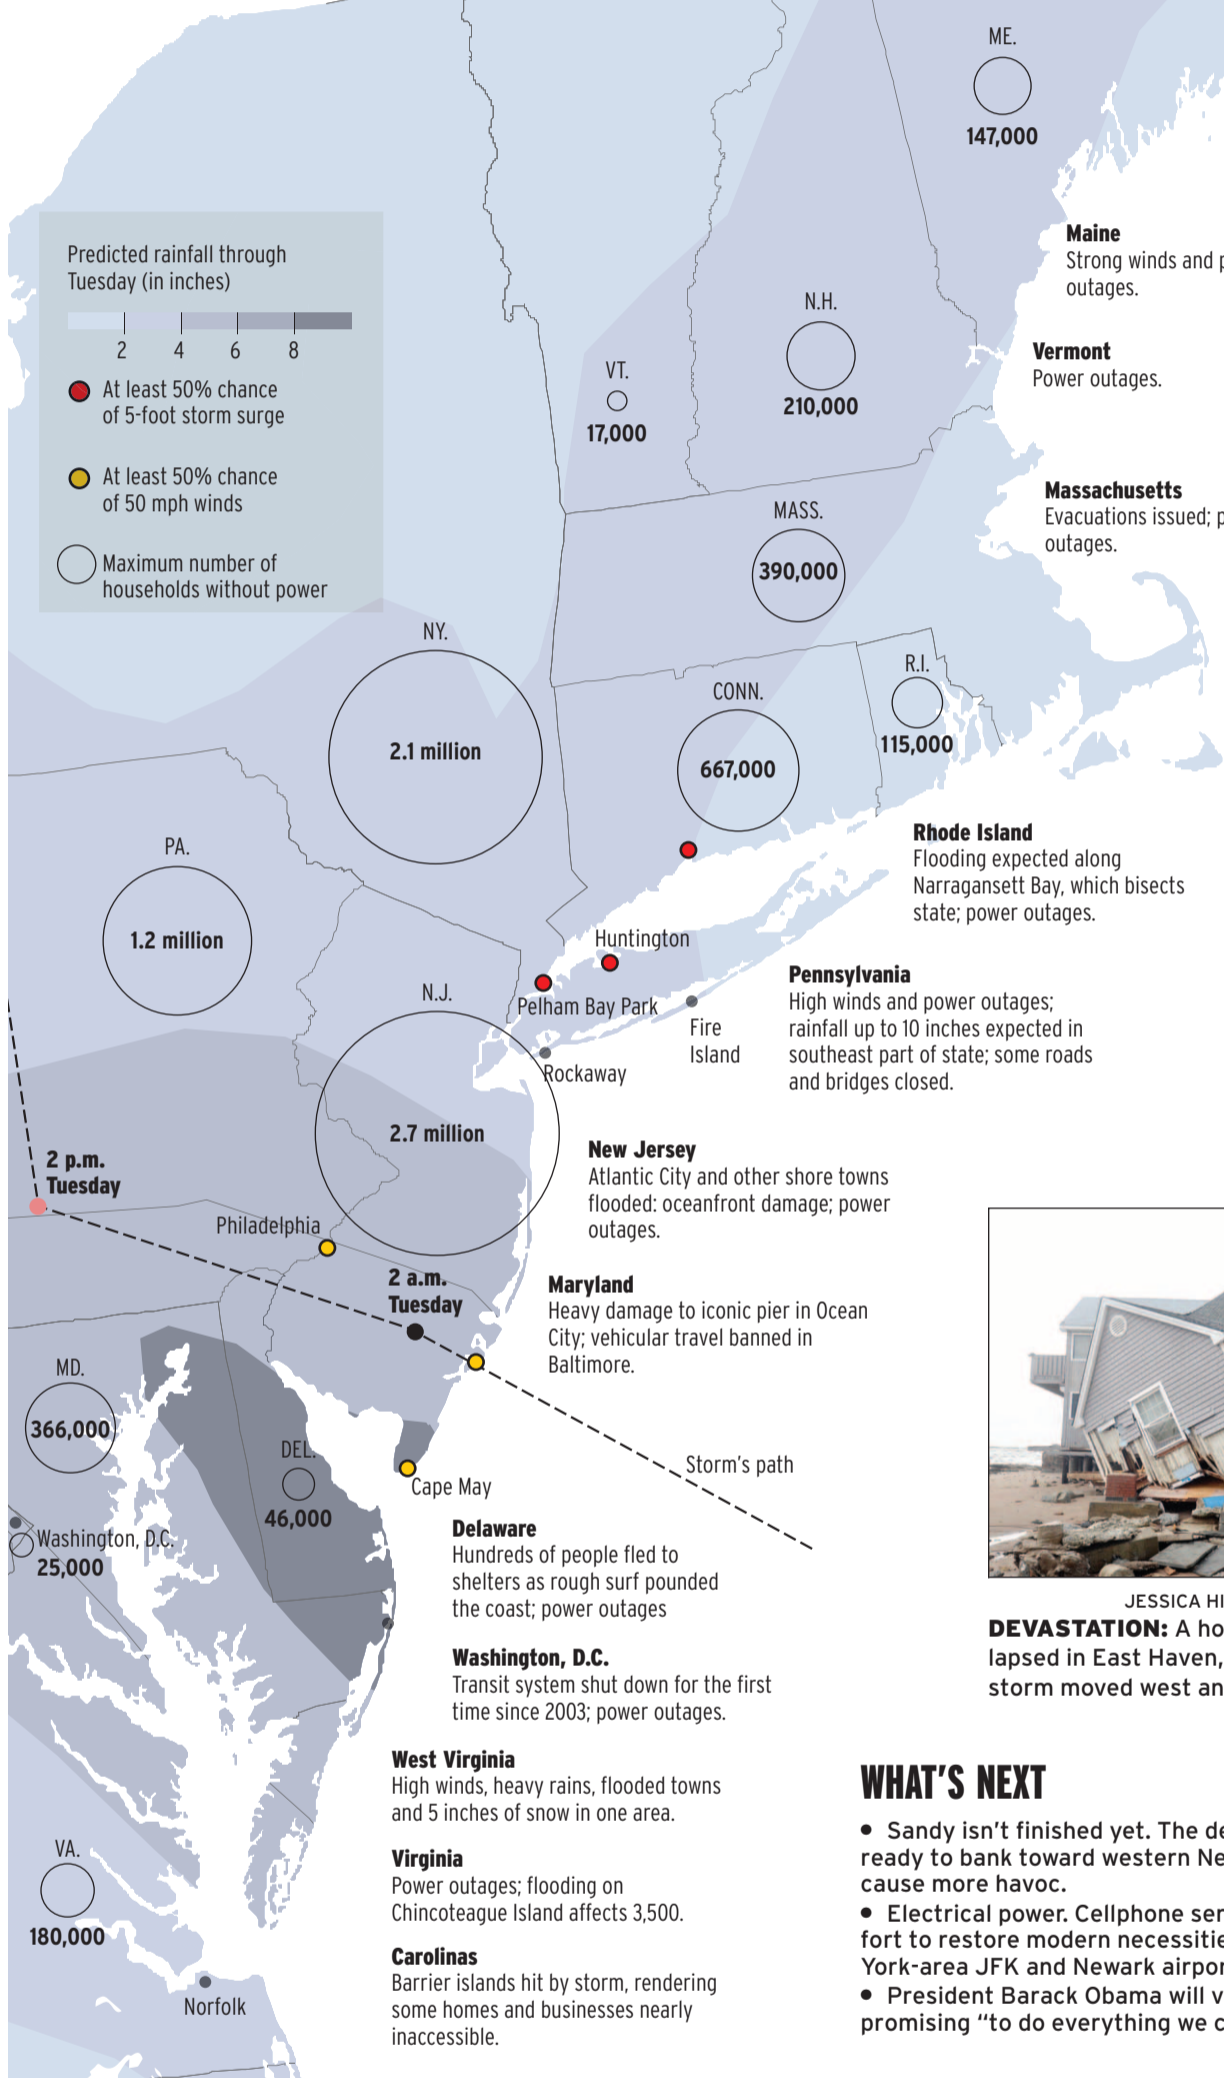 ME.
147,000
Maine
Strong winds and
outages.
Predicted rainfall through
Tuesday (in inches)
2 4 6 8
At least 50% chance
of 5-foot storm surge
At least 50% chance
of 50 mph winds
Maximum number of
households without power
N.H.
210,000
VT.
17,000
Vermont
Power outages.
MASS.
390,000
Massachusetts
Evacuations issued;
outages.
NY.
2.1 million
CONN.
667,000
R.I.
115,000
Rhode Island
Flooding expected along
Narragansett Bay, which bisects
state; power outages.
PA.
1.2 million
Huntington
Pelham Bay Park
Fire
Island
Rockaway
Pennsylvania
High winds and power outages;
rainfall up to 10 inches expected in
southeast part of state; some roads
and bridges closed.
N.J.
2.7 million
2 p.m.
Tuesday
Philadelphia
2 a.m.
Tuesday
New Jersey
Atlantic City and other shore towns
flooded: oceanfront damage; power
outages.
Maryland
Heavy damage to iconic pier in Ocean
City; vehicular travel banned in
Baltimore.
MD.
366,000
DEL.
46,000
Storm's path
Cape May
Washington, D.C.
25,000
Delaware
Hundreds of people fled to
shelters as rough surf pounded
the coast; power outages
Washington, D.C.
Transit system shut down for the first
time since 2003; power outages.
West Virginia
High winds, heavy rains, flooded towns
and 5 inches of snow in one area.
Virginia
Power outages; flooding on
Chincoteague Island affects 3,500.
Carolinas
Barrier islands hit by storm, rendering
some homes and businesses nearly
inaccessible.
VA.
180,000
Norfolk
JESSICA
DEVASTATION: A
lapsed in East Haven,
storm moved west
WHAT'S NEXT
• Sandy isn't finished yet. The
ready to bank toward western
cause more havoc.
• Electrical power. Cellphone
fort to restore modern
York-area JFK and Newark
• President Barack Obama will
promising "to do everything we